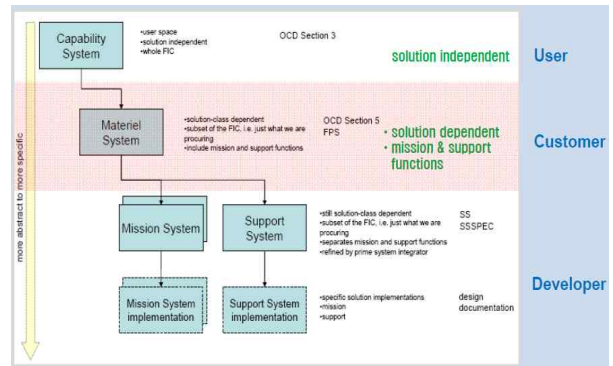 Capability
System
•user space
•solution independent
•whole FIC
OCD Section 3
solution independent
User
Materiel
System
•solution-class dependent
•subset of the FIC, i.e. just what we are
procuring
•include mission and support functions
OCD Section 5
FPS
• solution dependent
• mission & support
functions
Customer
more abstract to more specific
Mission System
Support
System
•still solution-class dependent
•subset of the FIC, i.e. just what we are
procuring
•separates mission and support functions
•refined by prime system integrator
SS
SSSPEC
Developer
Mission System
implementation
Support System
implementation
•specific solution implementations
•mission
•support
design
documentation